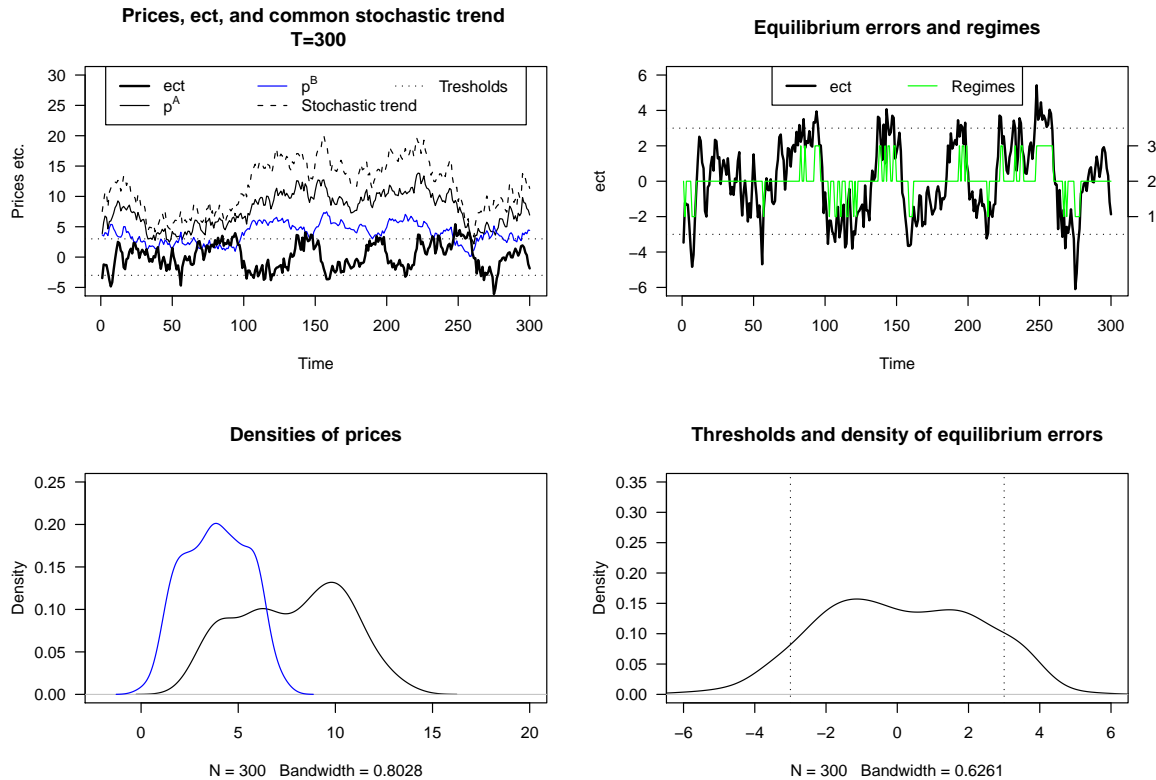 Prices, ect, and common stochastic trend
T=300
ect
p^A
p^B
Stochastic trend
Tresholds
Prices etc.
30
25
20
15
10
5
0
−5
0 50 100 150 200 250 300
Time
Equilibrium errors and regimes
ect
Regimes
ect
6
4
2
0
−2
−4
−6
3
2
1
0 50 100 150 200 250 300
Time
Densities of prices
Density
0.25
0.20
0.15
0.10
0.05
0.00
0 5 10 15 20
N = 300 Bandwidth = 0.8028
Thresholds and density of equilibrium errors
Density
0.35
0.30
0.25
0.20
0.15
0.10
0.05
0.00
−6 −4 −2 0 2 4 6
N = 300 Bandwidth = 0.6261